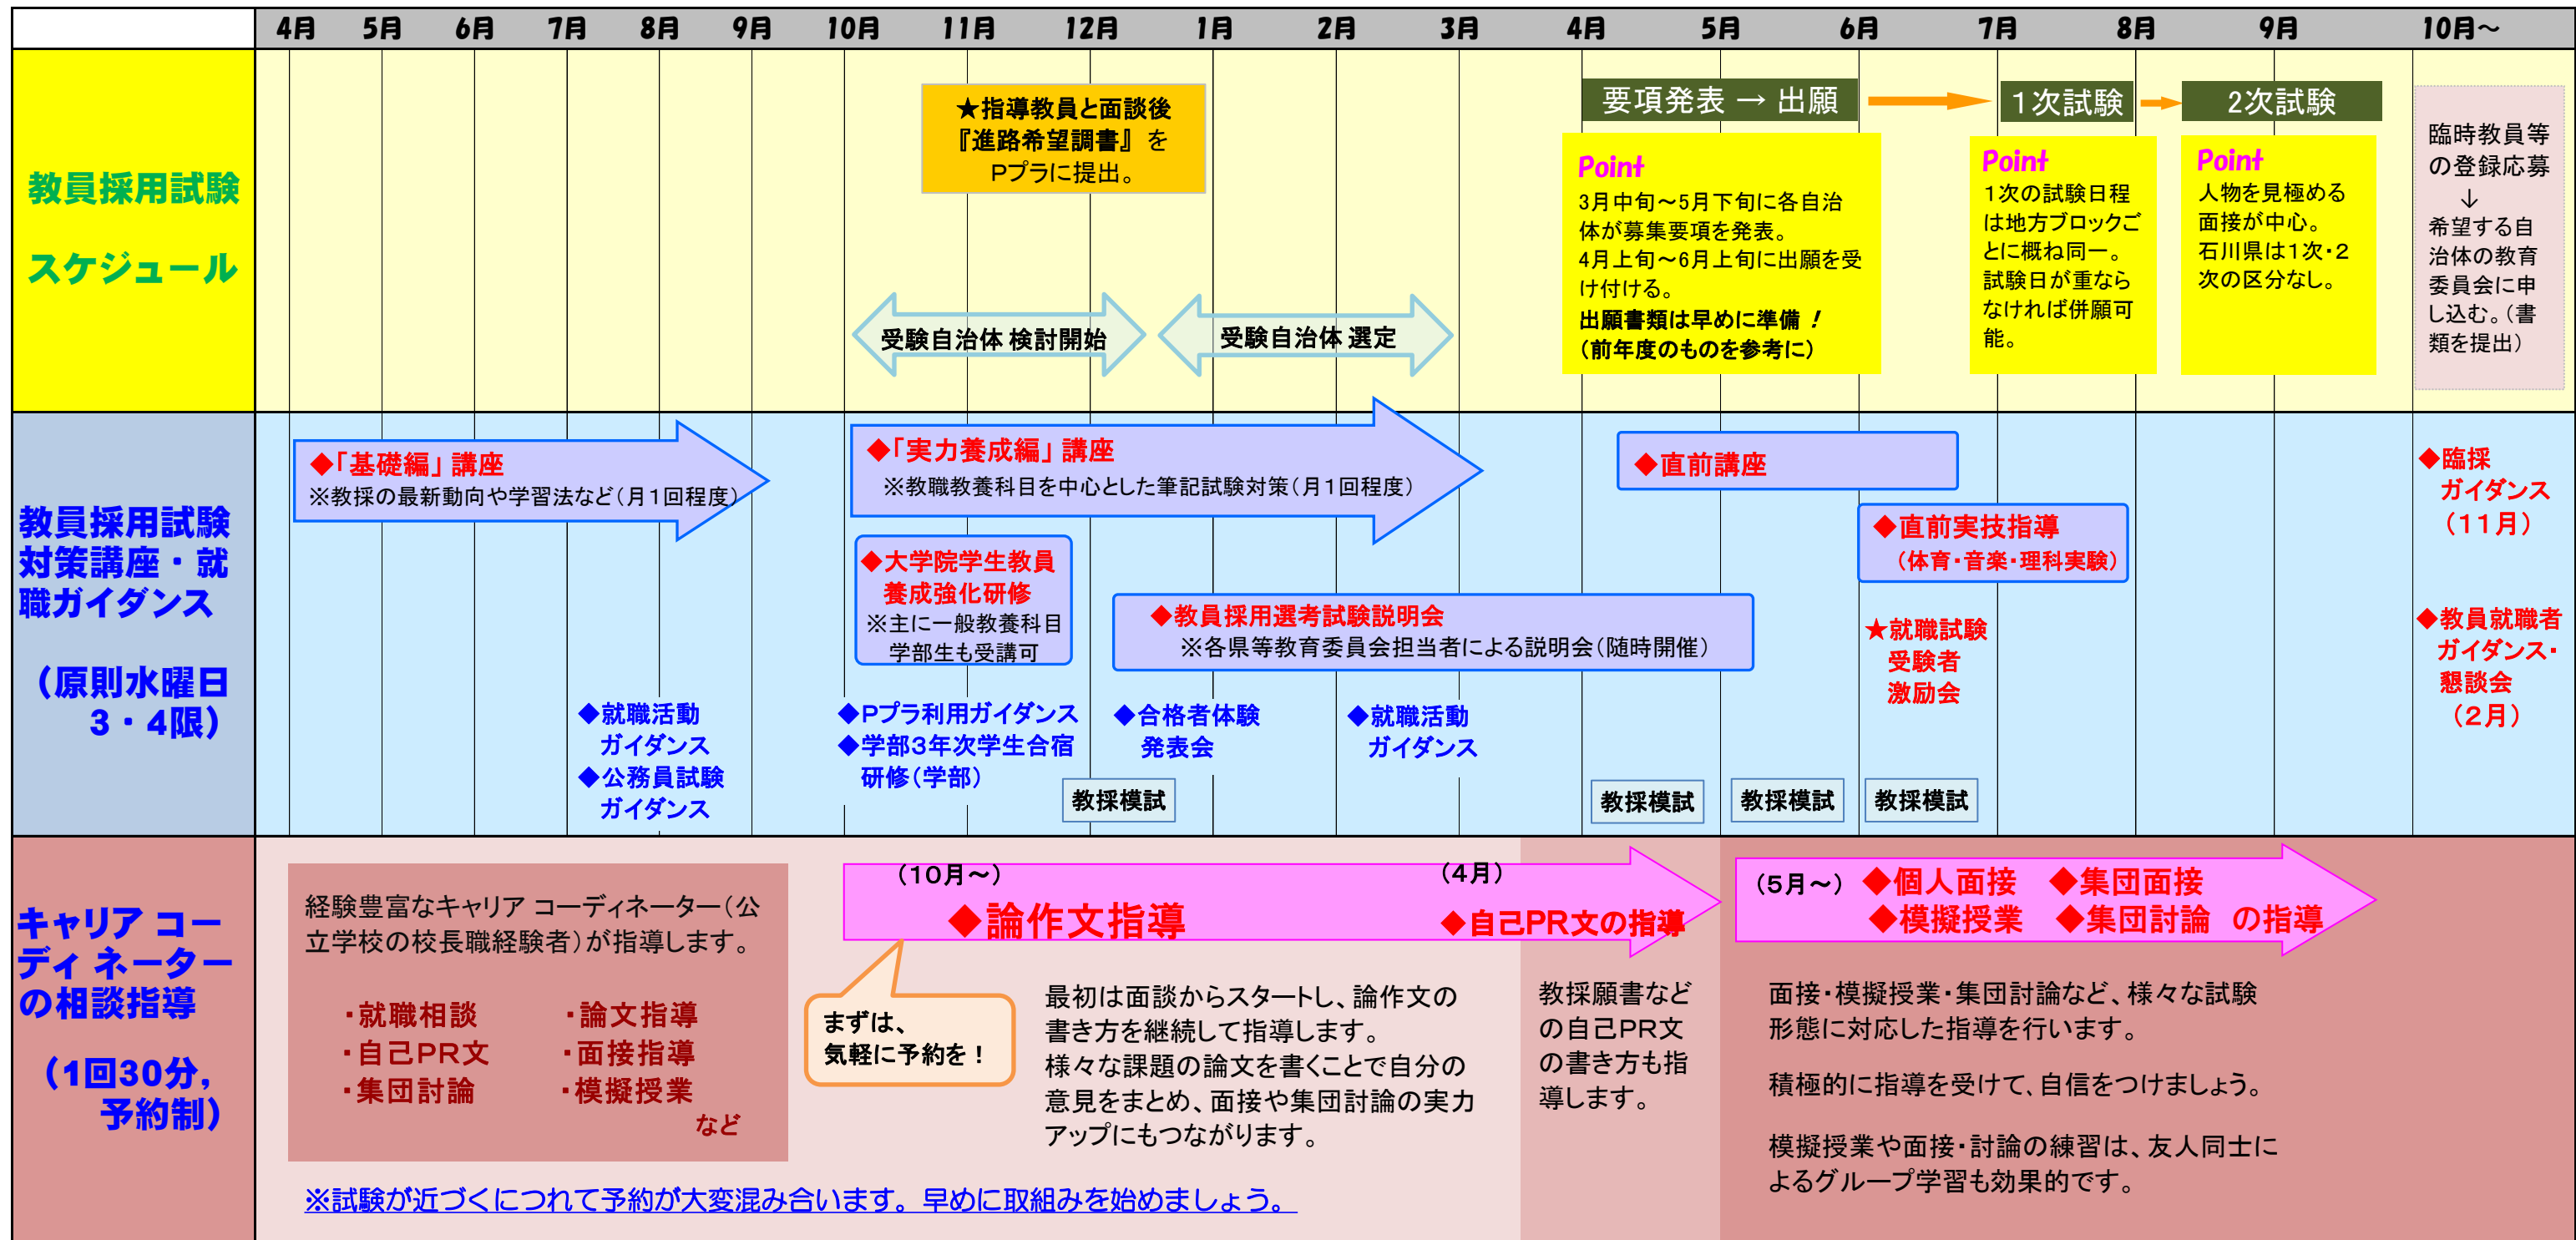 4月 5月 6月 7月 8月 9月 10月 11月 12月 1月 2月 3月 4月 5月 6月 7月 8月 9月 10月～
教員採用試験
スケジュール
★指導教員と面談後
『進路希望調書』を
Pプラに提出。
受験自治体 検討開始
受験自治体 選定
要項発表 → 出願
Point
3月中旬～5月下旬に各自治
体が募集要項を発表。
4月上旬～6月上旬に出願を受
け付ける。
出願書類は早めに準備！
（前年度のものを参考に）
1次試験
Point
1次の試験日程
は地方ブロックご
とに概ね同一。
試験日が重なら
なければ併願可
能。
2次試験
Point
人物を見極める
面接が中心。
石川県は1次・2
次の区分なし。
臨時教員等
の登録応募
↓
希望する自
治体の教育
委員会に申
し込む。（書
類を提出）
教員採用試験
対策講座・就
職ガイダンス
（原則水曜日
3・4限）
◆「基礎編」講座
※教採の最新動向や学習法など（月1回程度）
◆「実力養成編」講座
※教職教養科目を中心とした筆記試験対策（月1回程度）
◆大学院学生教員
養成強化研修
※主に一般教養科目
学部生も受講可
◆教員採用選考試験説明会
※各県等教育委員会担当者による説明会（随時開催）
◆直前講座
◆直前実技指導
（体育・音楽・理科実験）
★就職試験
受験者
激励会
◆臨採
ガイダンス
（11月）
◆教員就職者
ガイダンス・
懇談会
（2月）
◆就職活動
ガイダンス
◆公務員試験
ガイダンス
◆Pプラ利用ガイダンス
◆学部3年次学生合宿
研修（学部）
◆合格者体験
発表会
◆就職活動
ガイダンス
教採模試
教採模試
教採模試
教採模試
キャリア コー
ディ ネーター
の相談指導
（1回30分,
予約制）
経験豊富なキャリア コーディネーター（公
立学校の校長職経験者）が指導します。
・就職相談 ・論文指導
・自己PR文 ・面接指導
・集団討論 ・模擬授業
など
（10月～）
◆論作文指導
（4月）
◆自己PR文の指導
まずは、
気軽に予約を！
最初は面談からスタートし、論作文の
書き方を継続して指導します。
様々な課題の論文を書くことで自分の
意見をまとめ、面接や集団討論の実力
アップにもつながります。
教採願書など
の自己PR文
の書き方も指
導します。
（5月～） ◆個人面接 ◆集団面接
◆模擬授業 ◆集団討論 の指導
面接・模擬授業・集団討論など、様々な試験
形態に対応した指導を行います。
積極的に指導を受けて、自信をつけましょう。
模擬授業や面接・討論の練習は、友人同士に
よるグループ学習も効果的です。
※試験が近づくにつれて予約が大変混み合います。早めに取組みを始めましょう。